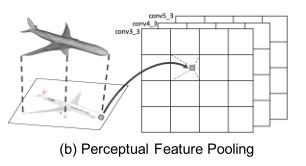 conv5_3
conv4_3
conv3_3
(b) Perceptual Feature Pooling